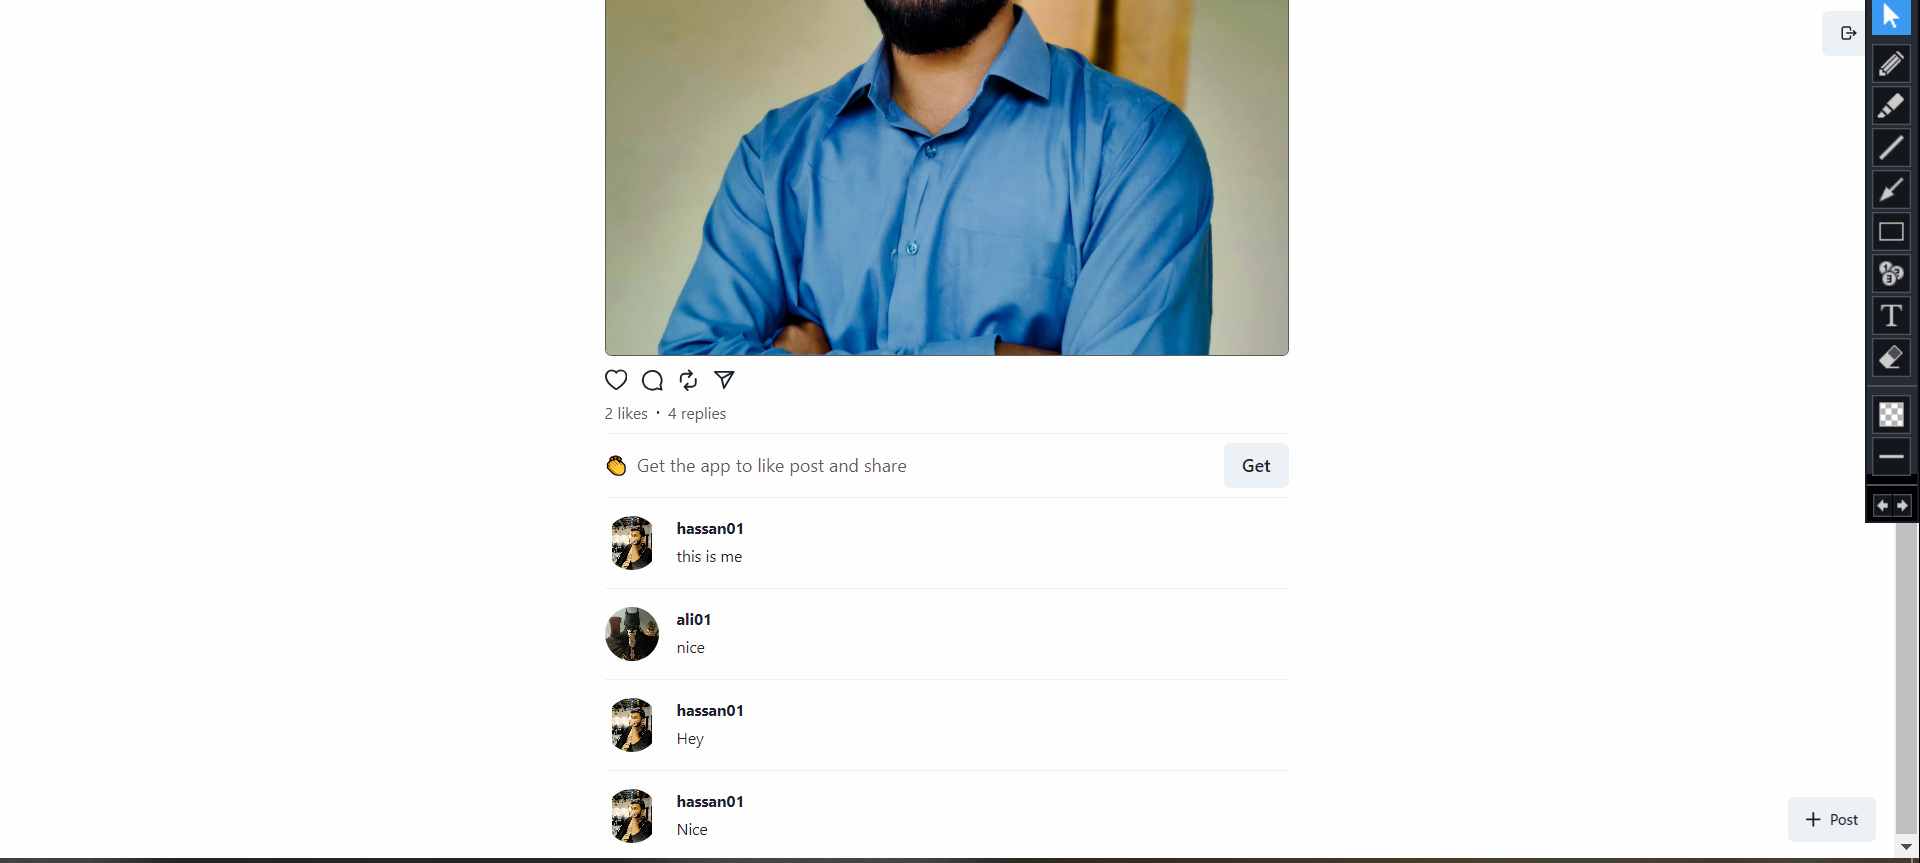 2 likes · 4 replies
Get the app to like post and share
Get
hassan01
this is me
ali01
nice
hassan01
Hey
hassan01
Nice
Post
T